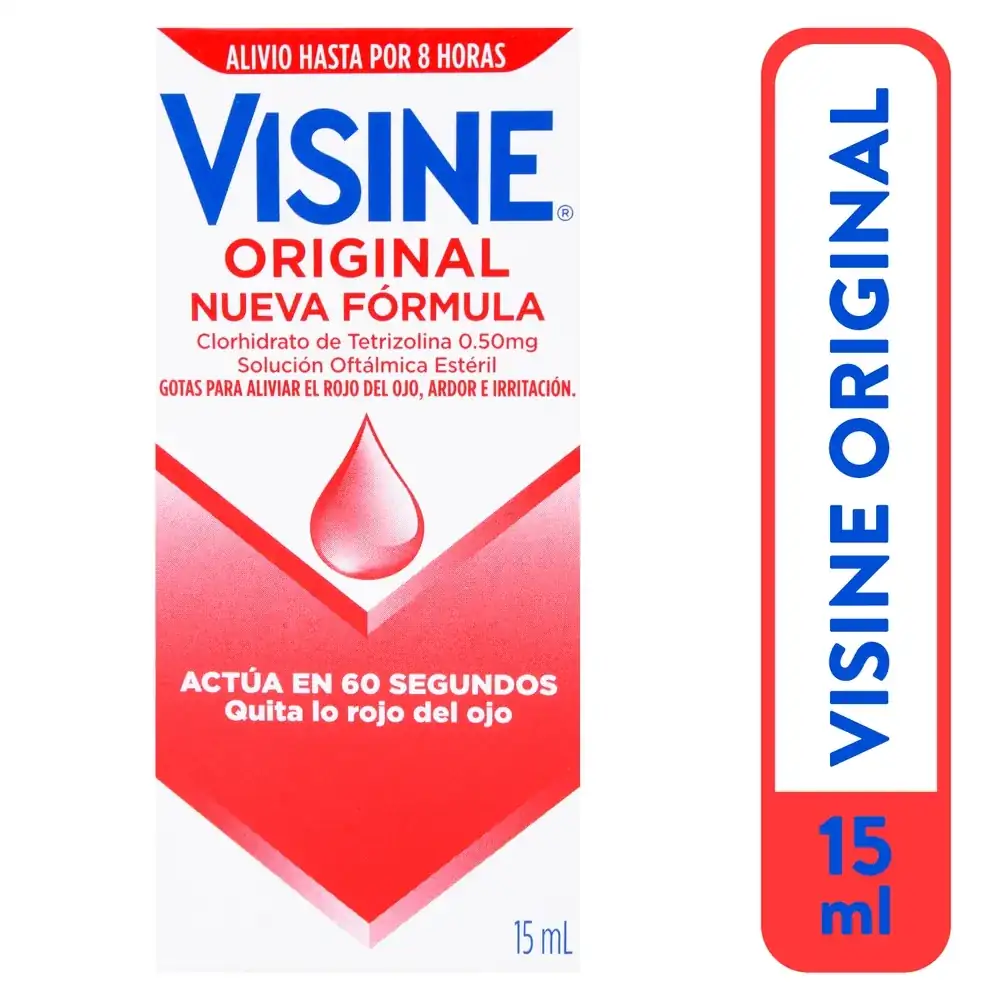 ALIVIO HASTA POR 8 HORAS
VISINE®
ORIGINAL
NUEVA FÓRMULA
Clorhidrato de Tetrizolina 0.50mg
Solución Oftálmica Estéril
GOTAS PARA ALIVIAR EL ROJO DEL OJO, ARDOR E IRRITACIÓN.
ACTÚA EN 60 SEGUNDOS
Quita lo rojo del ojo
15 mL
VISINE ORIGINAL
15
ml